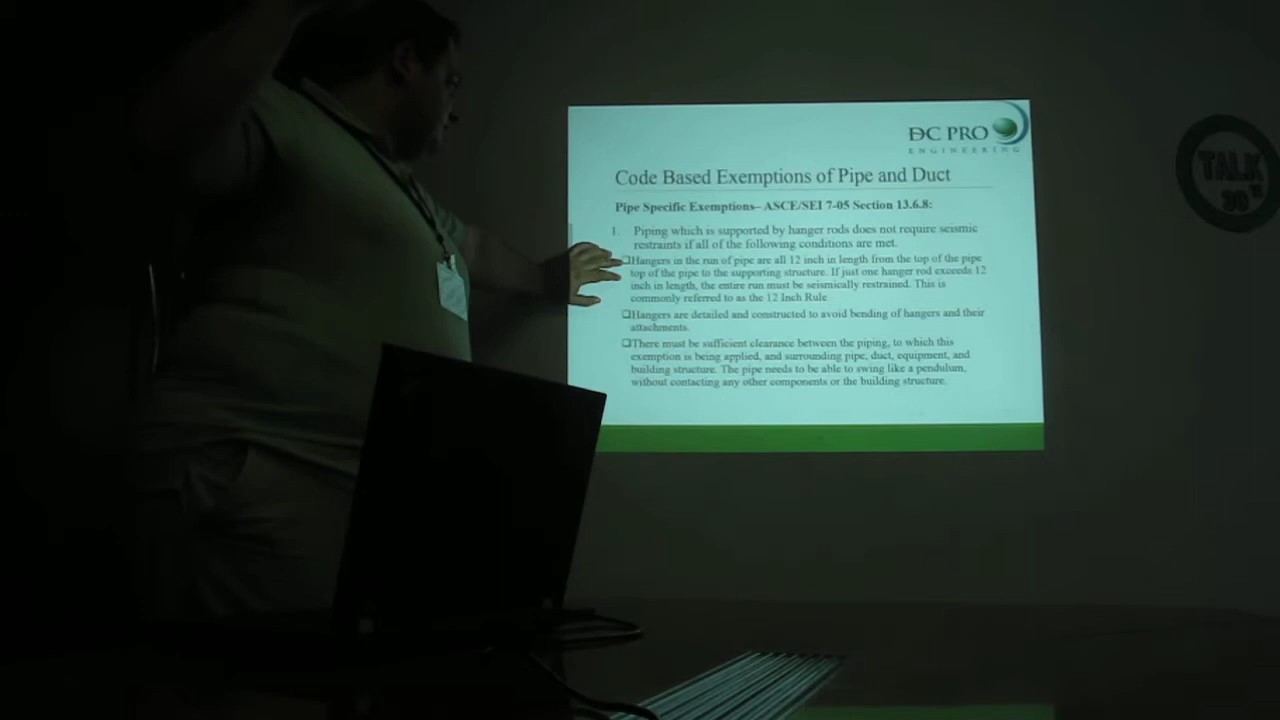 DC PRO
ENGINEERING
Code Based Exemptions of Pipe and Duct
Pipe Specific Exemptions– ASCE/SEI 7-05 Section 13.6.8:
1. Piping which is supported by hanger rods does not require seismic
restraints if all of the following conditions are met.
❑Hangers in the run of pipe are all 12 inch in length from the top of the pipe
top of the pipe to the supporting structure. If just one hanger rod exceeds 12
inch in length, the entire run must be seismically restrained. This is
commonly referred to as the 12 Inch Rule
❑Hangers are detailed and constructed to avoid bending of hangers and their
attachments.
❑There must be sufficient clearance between the piping, to which this
exemption is being applied, and surrounding pipe, duct, equipment, and
building structure. The pipe needs to be able to swing like a pendulum,
without contacting any other components or the building structure.
TALK
30